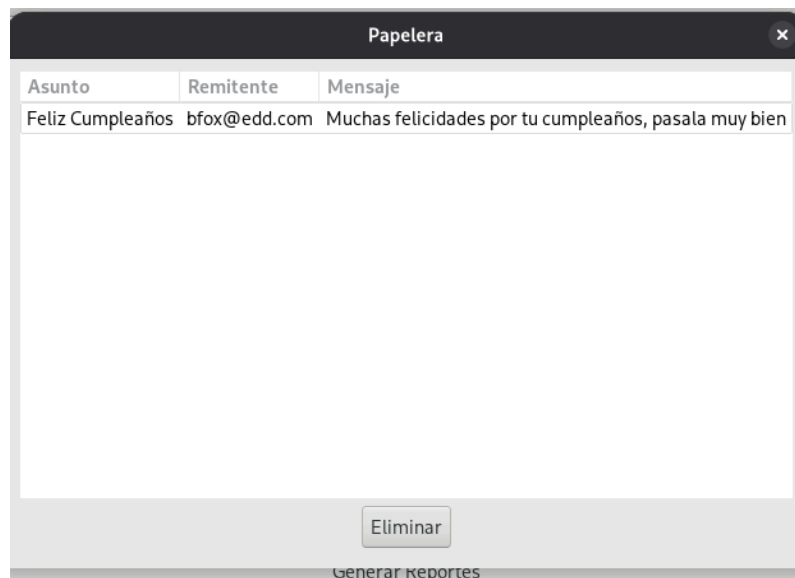 Papelera
Asunto Remitente Mensaje
Feliz Cumpleaños bfox@edd.com Muchas felicidades por tu cumpleaños, pasala muy bien
Eliminar
Generar Reportes